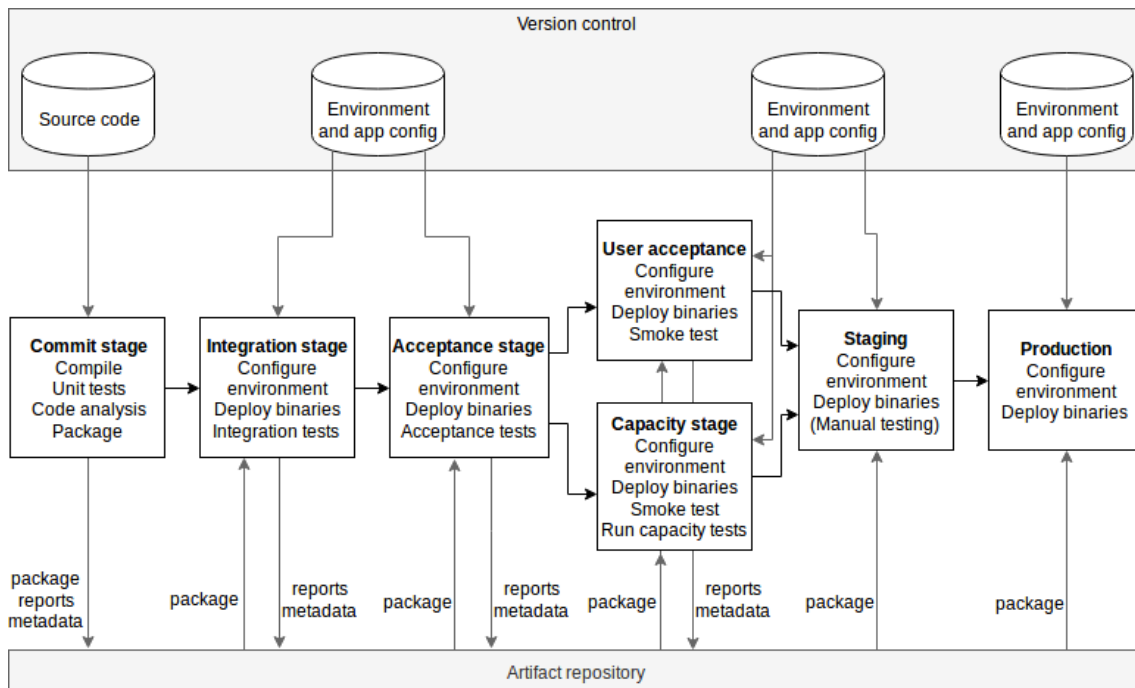 Version control
Source code
Environment
and app config
Environment
and app config
Environment
and app config
Commit stage
Compile
Unit tests
Code analysis
Package
Integration stage
Configure
environment
Deploy binaries
Integration tests
Acceptance stage
Configure
environment
Deploy binaries
Acceptance tests
User acceptance
Configure
environment
Deploy binaries
Smoke test
Capacity stage
Configure
environment
Deploy binaries
Smoke test
Run capacity tests
Staging
Configure
environment
Deploy binaries
(Manual testing)
Production
Configure
environment
Deploy binaries
package
reports
metadata
package
reports
metadata
package
reports
metadata
package
reports
metadata
package
package
Artifact repository